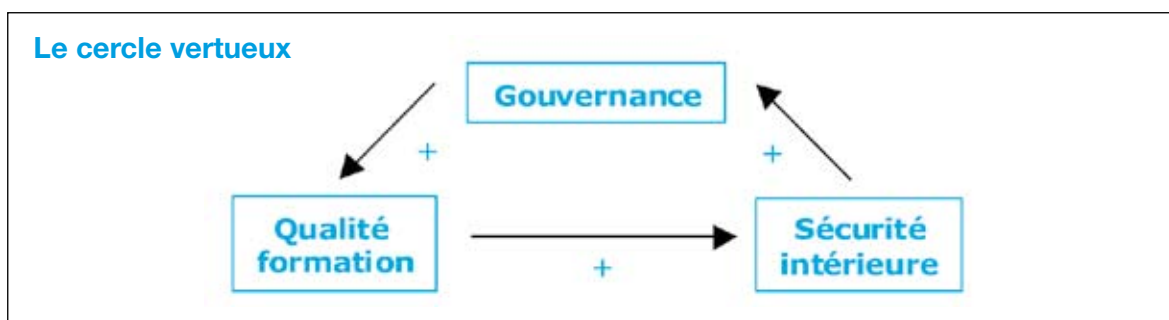 Le cercle vertueux
Gouvernance
+
+
Qualité
formation
+
Sécurité
intérieure